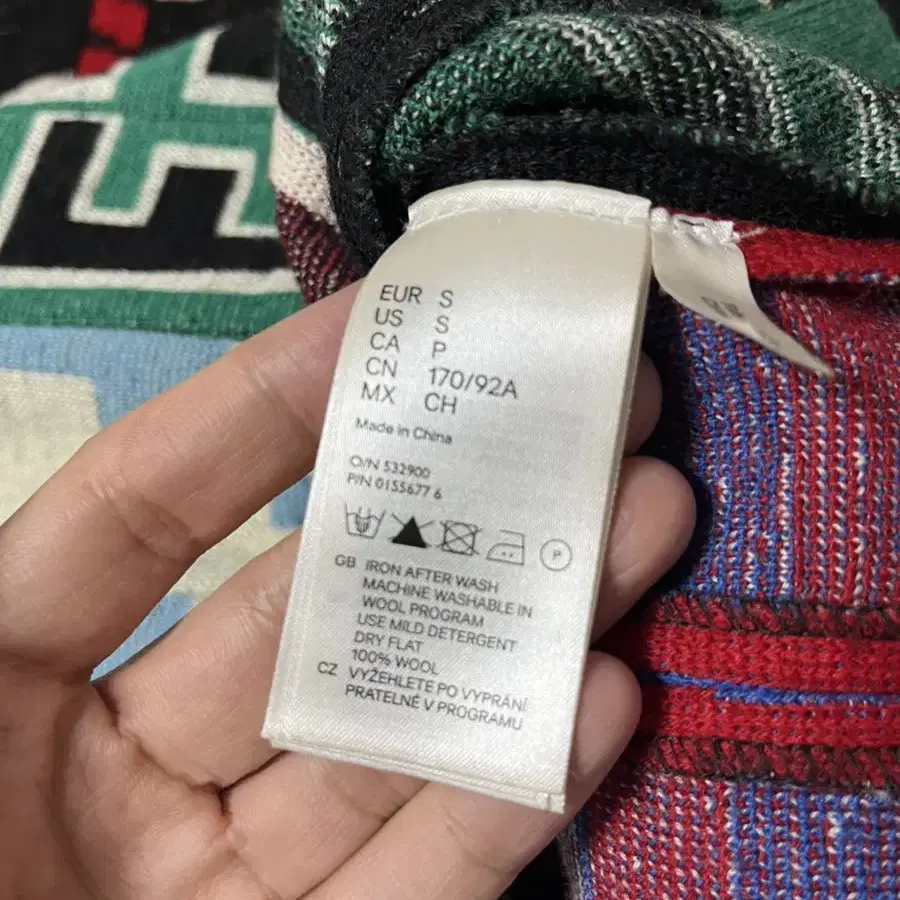 EUR S
US S
CA P
CN 170/92A
MX CH
Made in China
O/N 532900
P/N 0155677 6
P
GB IRON AFTER WASH
MACHINE WASHABLE IN
WOOL PROGRAM
USE MILD DETERGENT
DRY FLAT
100% WOOL
CZ VYŽEHLETE PO VYPRÁNÍ
PRATELNÉ V PROGRAMU